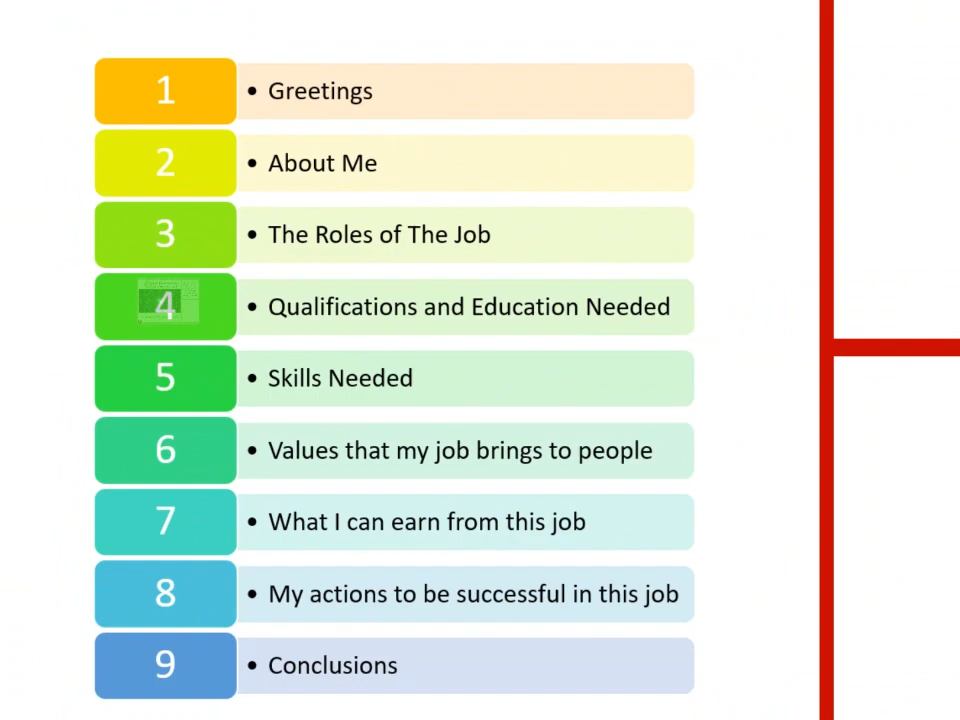 1 • Greetings
2 • About Me
3 • The Roles of The Job
4 • Qualifications and Education Needed
5 • Skills Needed
6 • Values that my job brings to people
7 • What I can earn from this job
8 • My actions to be successful in this job
9 • Conclusions